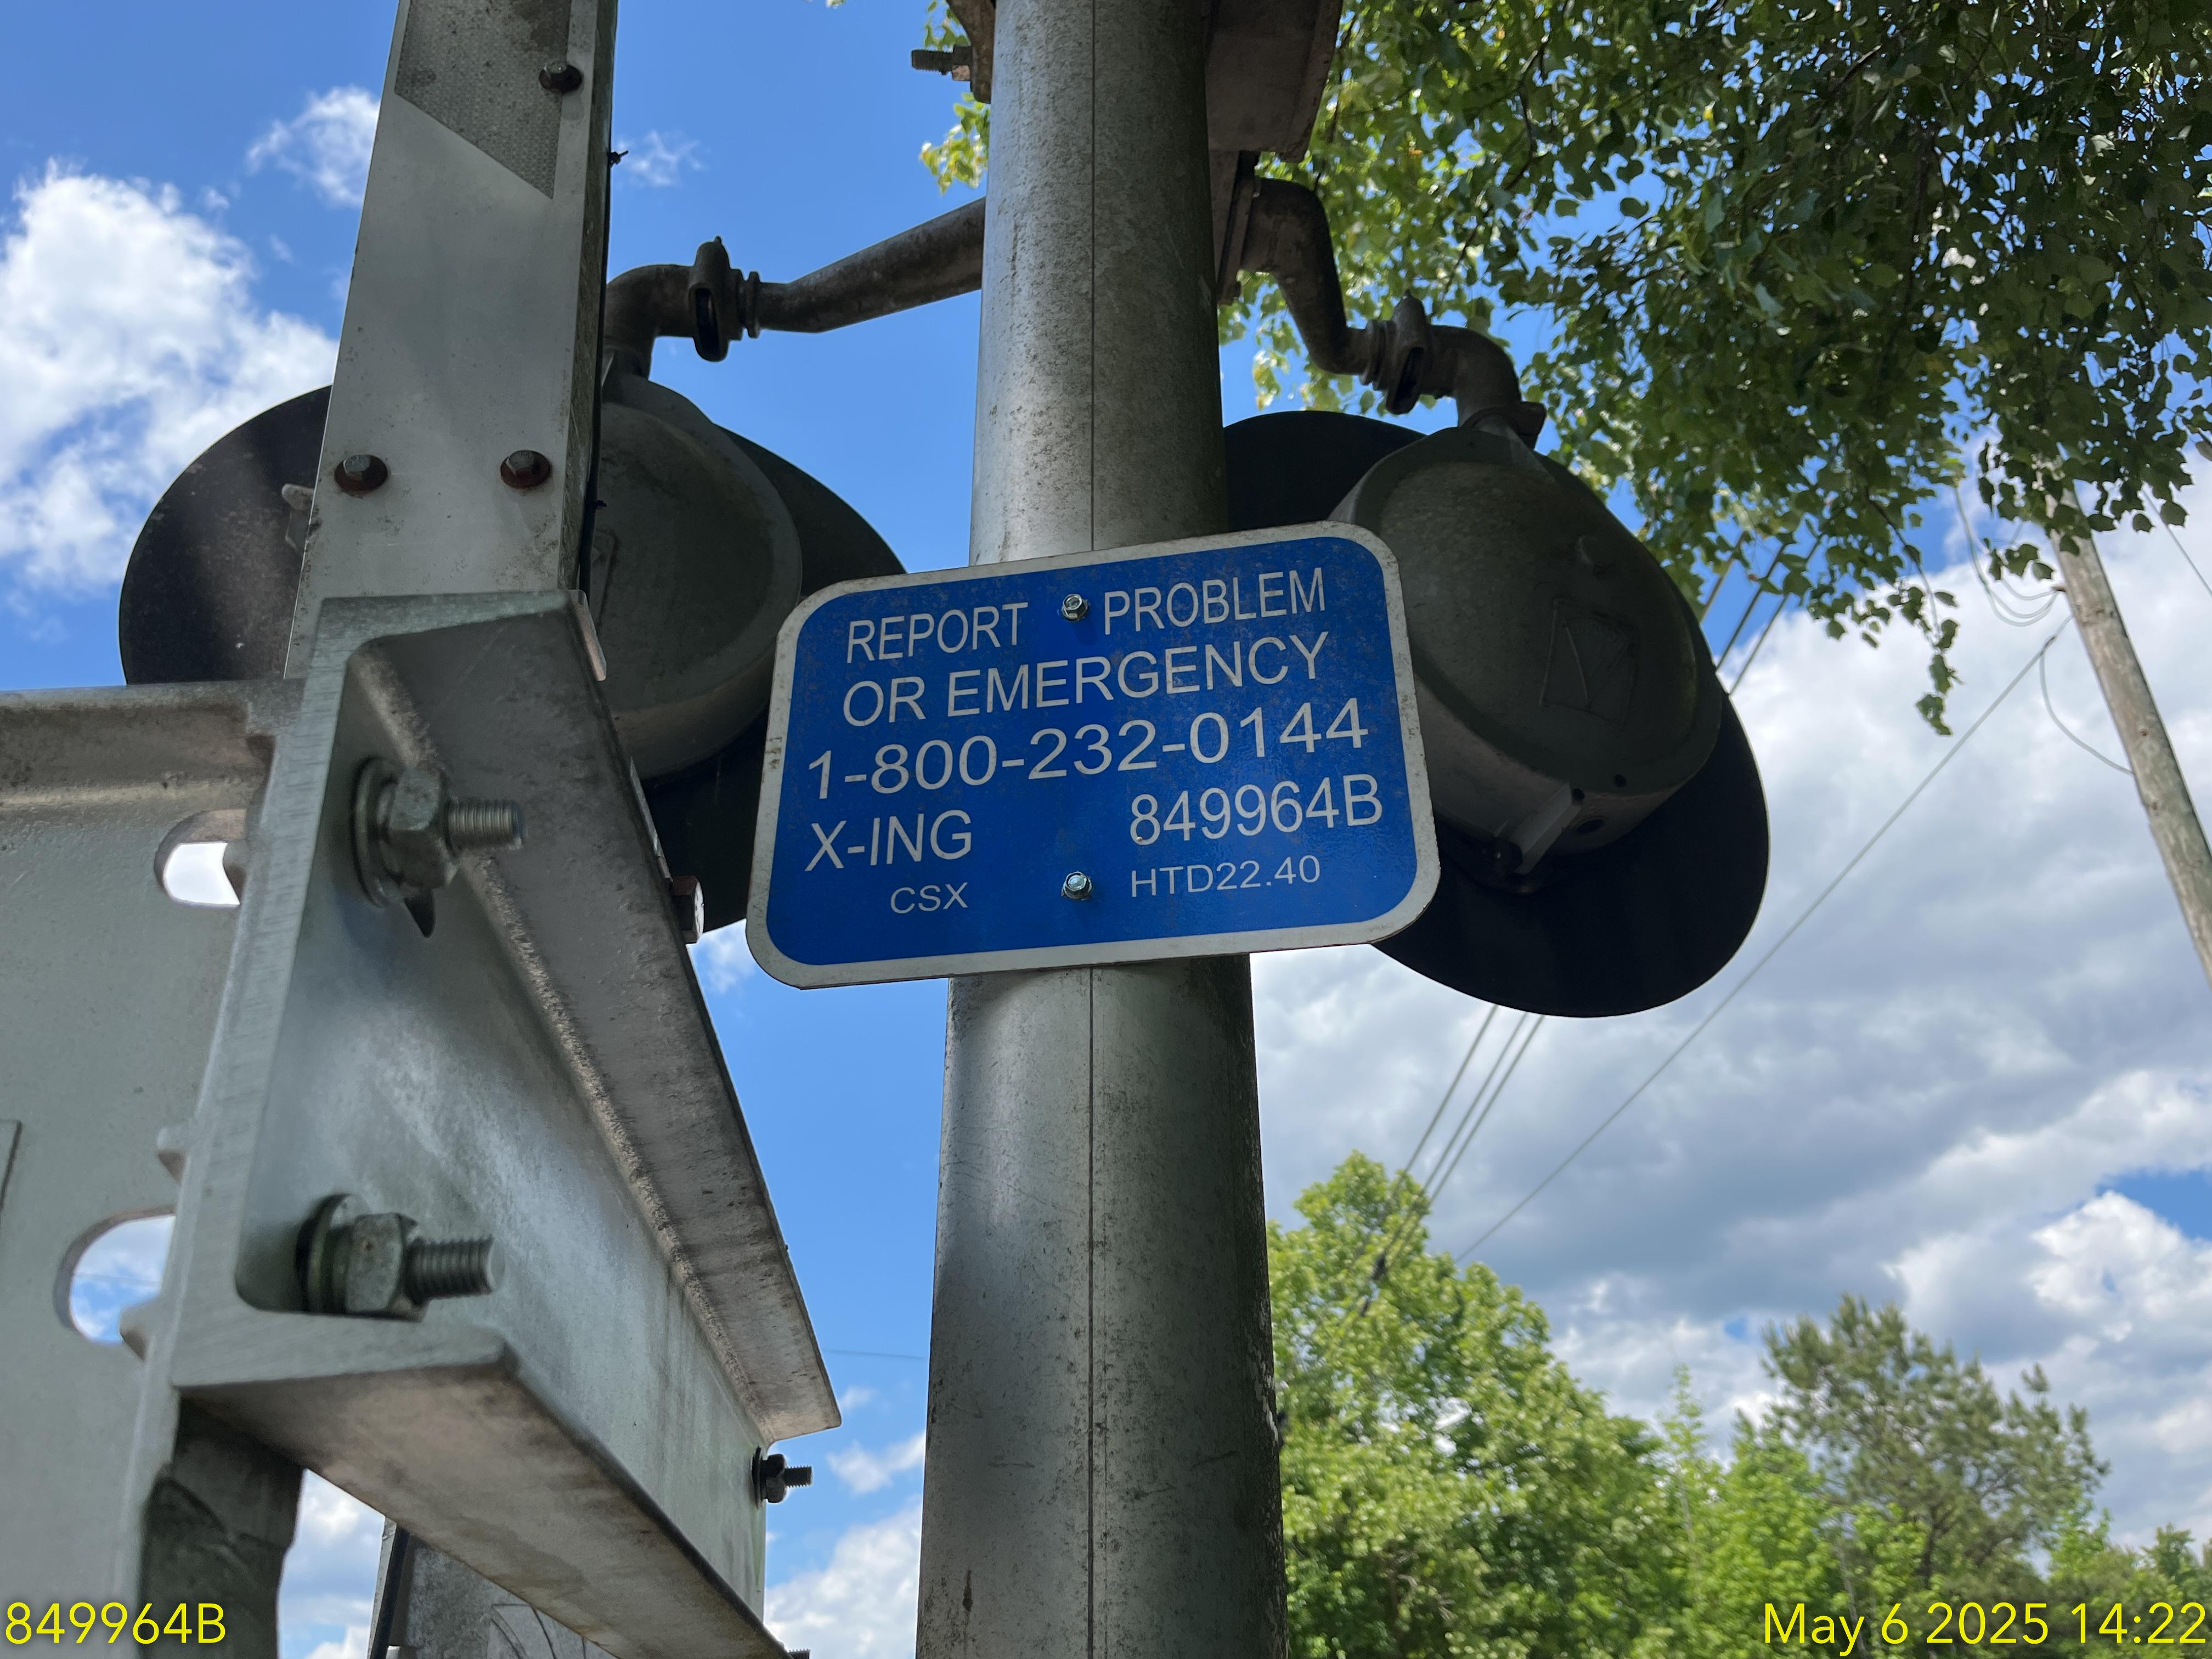 REPORT PROBLEM
OR EMERGENCY
1-800-232-0144
X-ING 849964B
CSX HTD22.40
849964B
May 6 2025 14:22